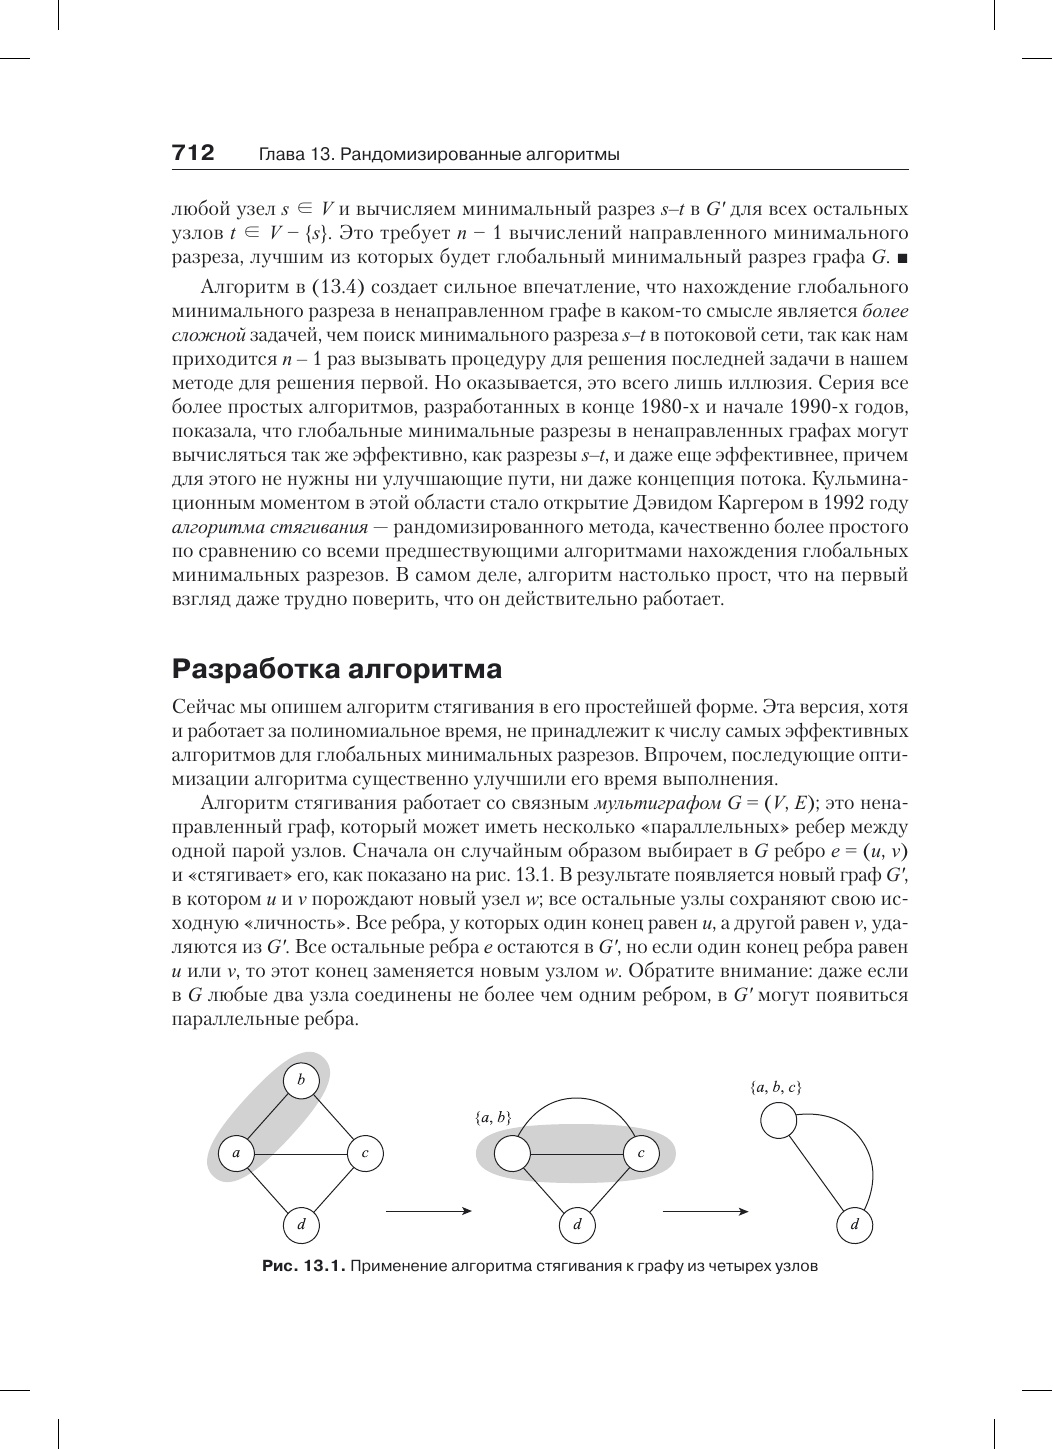 712 Глава 13. Рандомизированные алгоритмы
любой узел s ∈ V и вычисляем минимальный разрез s–t в G′ для всех остальных
узлов t ∈ V − {s}. Это требует n − 1 вычислений направленного минимального
разреза, лучшим из которых будет глобальный минимальный разрез графа G. ■
Алгоритм в (13.4) создает сильное впечатление, что нахождение глобального
минимального разреза в ненаправленном графе в каком-то смысле является более
сложной задачей, чем поиск минимального разреза s–t в потоковой сети, так как нам
приходится n – 1 раз вызывать процедуру для решения последней задачи в нашем
методе для решения первой. Но оказывается, это всего лишь иллюзия. Серия все
более простых алгоритмов, разработанных в конце 1980-х и начале 1990-х годов,
показала, что глобальные минимальные разрезы в ненаправленных графах могут
вычисляться так же эффективно, как разрезы s–t, и даже еще эффективнее, причем
для этого не нужны ни улучшающие пути, ни даже концепция потока. Кульмина-
ционным моментом в этой области стало открытие Дэвидом Каргером в 1992 году
алгоритма стягивания — рандомизированного метода, качественно более простого
по сравнению со всеми предшествующими алгоритмами нахождения глобальных
минимальных разрезов. В самом деле, алгоритм настолько прост, что на первый
взгляд даже трудно поверить, что он действительно работает.
Разработка алгоритма
Сейчас мы опишем алгоритм стягивания в его простейшей форме. Эта версия, хотя
и работает за полиномиальное время, не принадлежит к числу самых эффективных
алгоритмов для глобальных минимальных разрезов. Впрочем, последующие опти-
мизации алгоритма существенно улучшили его время выполнения.
Алгоритм стягивания работает со связным мультиграфом G = (V, E); это нена-
правленный граф, который может иметь несколько «параллельных» ребер между
одной парой узлов. Сначала он случайным образом выбирает в G ребро e = (u, v)
и «стягивает» его, как показано на рис. 13.1. В результате появляется новый граф G′,
в котором u и v порождают новый узел w; все остальные узлы сохраняют свою ис-
ходную «личность». Все ребра, у которых один конец равен u, а другой равен v, уда-
ляются из G′. Все остальные ребра e остаются в G′, но если один конец ребра равен
u или v, то этот конец заменяется новым узлом w. Обратите внимание: даже если
в G любые два узла соединены не более чем одним ребром, в G′ могут появиться
параллельные ребра.
b
a
c
d
{a, b}
c
d
{a, b, c}
d
Рис. 13.1. Применение алгоритма стягивания к графу из четырех узлов